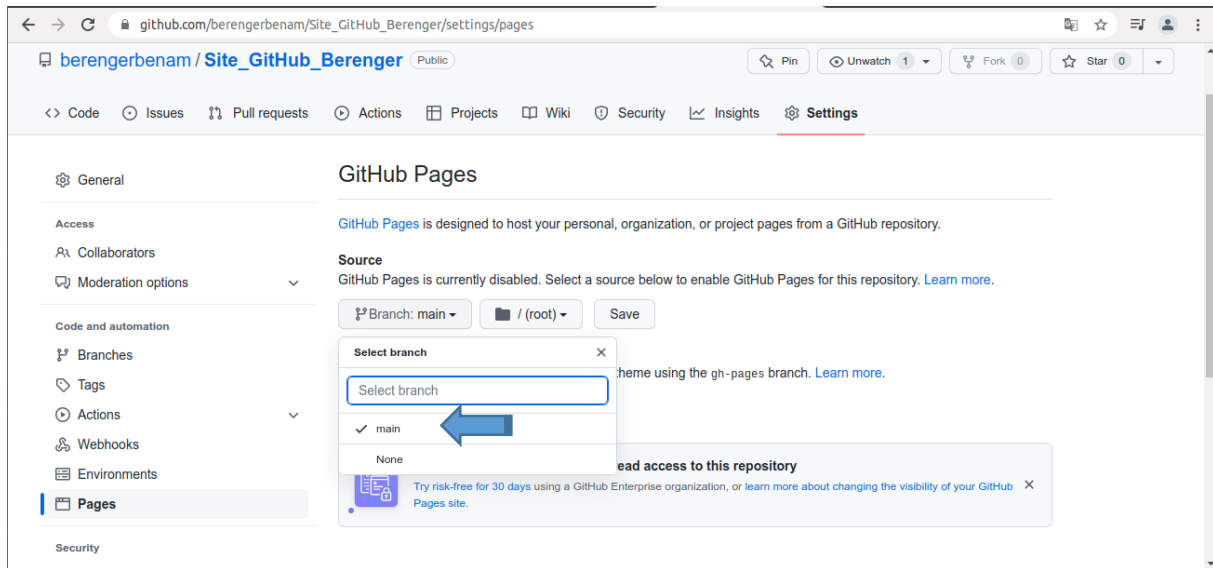 github.com/berengerbenam/Site_GitHub_Berenger/settings/pages
berengerbenam / Site_GitHub_Berenger Public
Pin Unwatch 1 Fork 0 Star 0
Code Issues Pull requests Actions Projects Wiki Security Insights Settings
General
Access
Collaborators
Moderation options
Code and automation
Branches
Tags
Actions
Webhooks
Environments
Pages
Security
GitHub Pages
GitHub Pages is designed to host your personal, organization, or project pages from a GitHub repository.
Source
GitHub Pages is currently disabled. Select a source below to enable GitHub Pages for this repository. Learn more.
Branch: main / (root) Save
Select branch
Select branch
main
None
using the gh-pages branch. Learn more.
access to this repository
Try risk-free for 30 days using a GitHub Enterprise organization, or learn more about changing the visibility of your GitHub
Pages site.